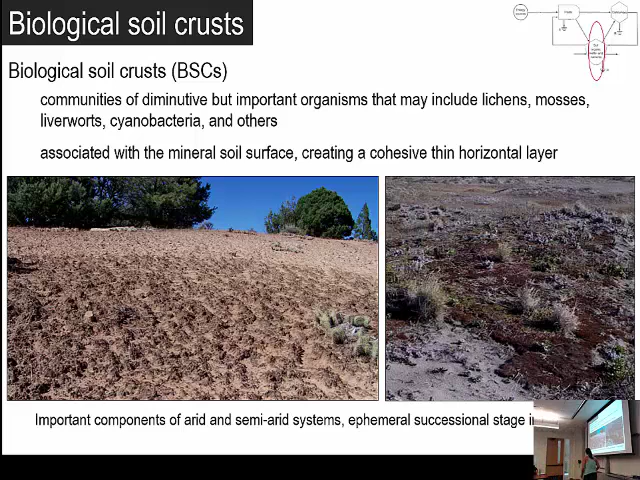 Biological soil crusts
Biological soil crusts (BSCs)
communities of diminutive but important organisms that may include lichens, mosses,
liverworts, cyanobacteria, and others
associated with the mineral soil surface, creating a cohesive thin horizontal layer
Important components of arid and semi-arid systems, ephemeral successional stage